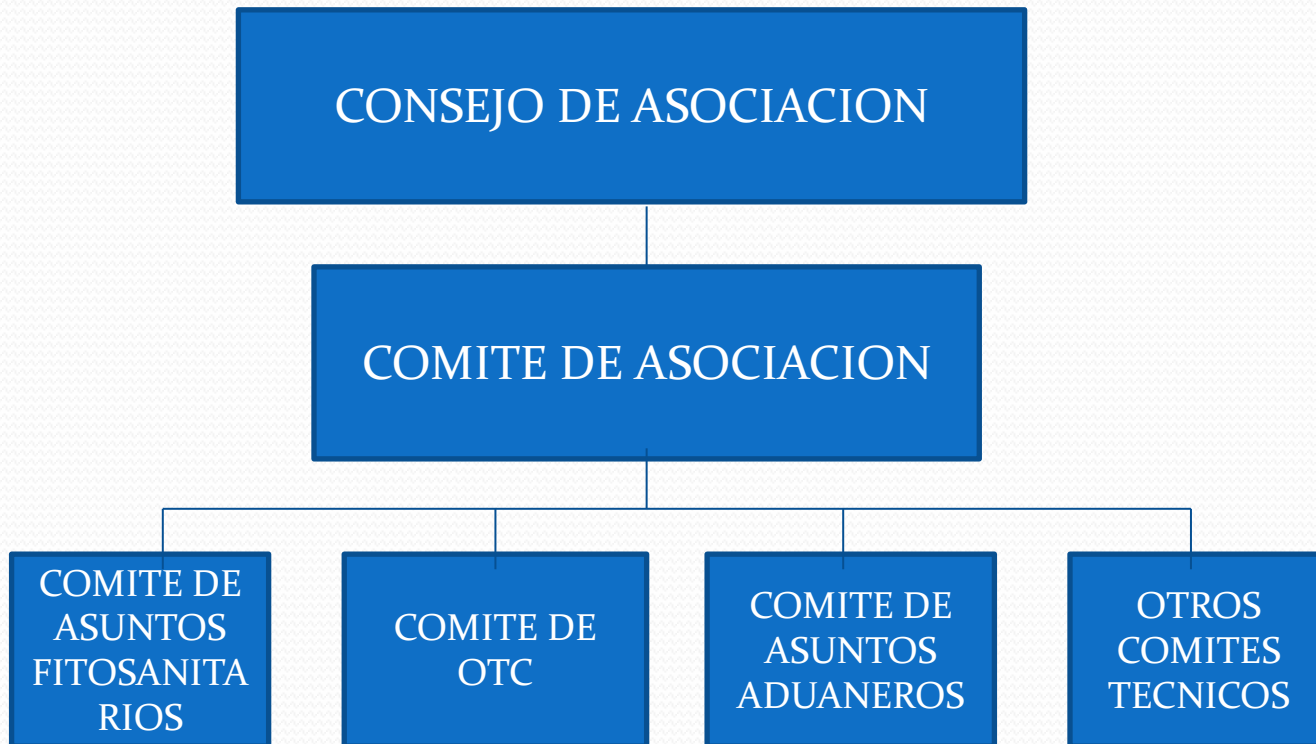 CONSEJO DE ASOCIACION
COMITE DE ASOCIACION
COMITE DE
ASUNTOS
FITOSANITA
RIOS
COMITE DE
OTC
COMITE DE
ASUNTOS
ADUANEROS
OTROS
COMITES
TECNICOS